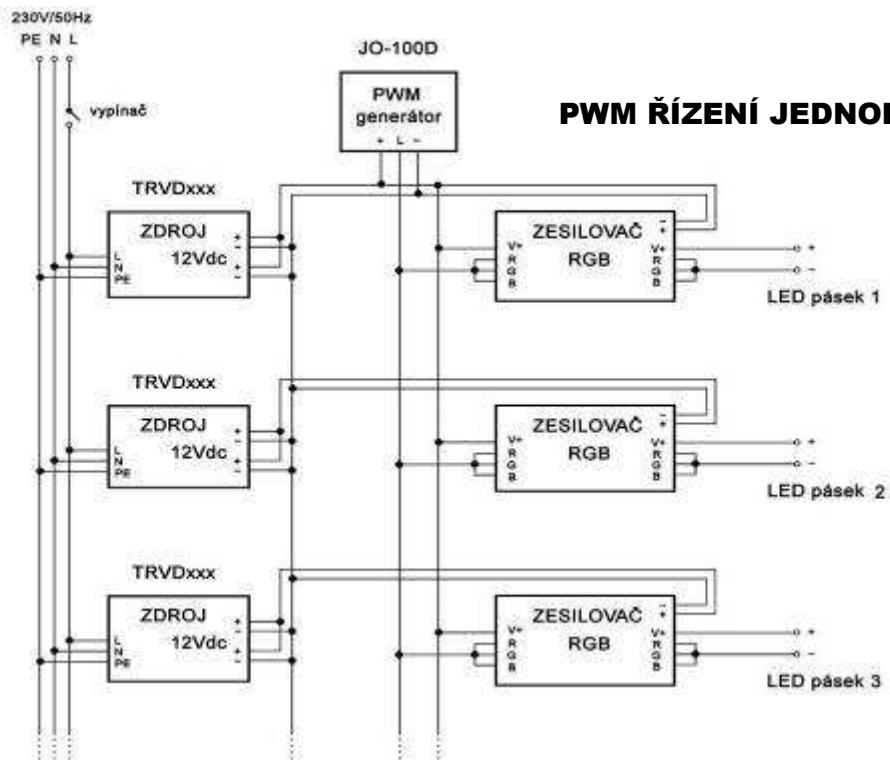 230V/50Hz
PE N L
vypínač
JO-100D
PWM
generátor
+ L −
PWM ŘÍZENÍ JEDNO
TRVDxxx
ZDROJ
12Vdc
L
N
PE
+
−
+
−
ZESILOVAČ
RGB
−
+
V+
R
G
B
V+
R
G
B
+
−
LED pásek 1
TRVDxxx
ZDROJ
12Vdc
L
N
PE
+
−
+
−
ZESILOVAČ
RGB
−
+
V+
R
G
B
V+
R
G
B
+
−
LED pásek 2
TRVDxxx
ZDROJ
12Vdc
L
N
PE
+
−
+
−
ZESILOVAČ
RGB
−
+
V+
R
G
B
V+
R
G
B
+
−
LED pásek 3